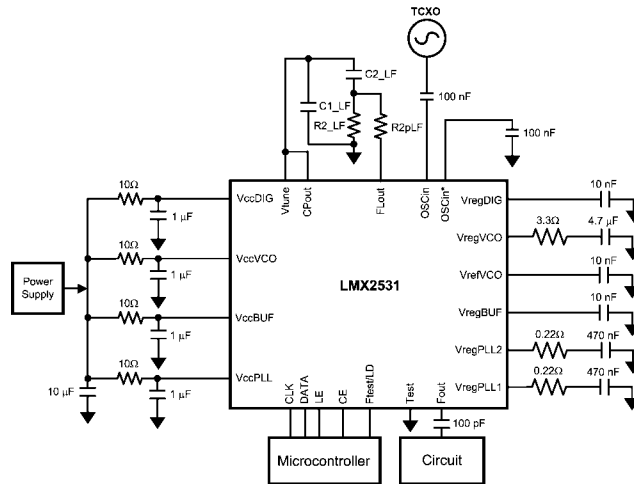 TCXO
C2_LF
100 nF
C1_LF
R2_LF
R2pLF
100 nF
10Ω
VccDIG
Vtune
CPout
FLout
OSCin
OSCin*
VregDIG
10 nF
1 µF
3.3Ω
4.7 µF
VregVCO
10Ω
VccVCO
1 µF
LMX2531
VrefVCO
10 nF
Power
Supply
10Ω
VccBUF
1 µF
VregBUF
10 nF
0.22Ω
470 nF
VregPLL2
10Ω
VccPLL
10 µF
1 µF
0.22Ω
470 nF
VregPLL1
CLK
DATA
LE
CE
Ftest/LD
Test
Fout
100 pF
Microcontroller
Circuit